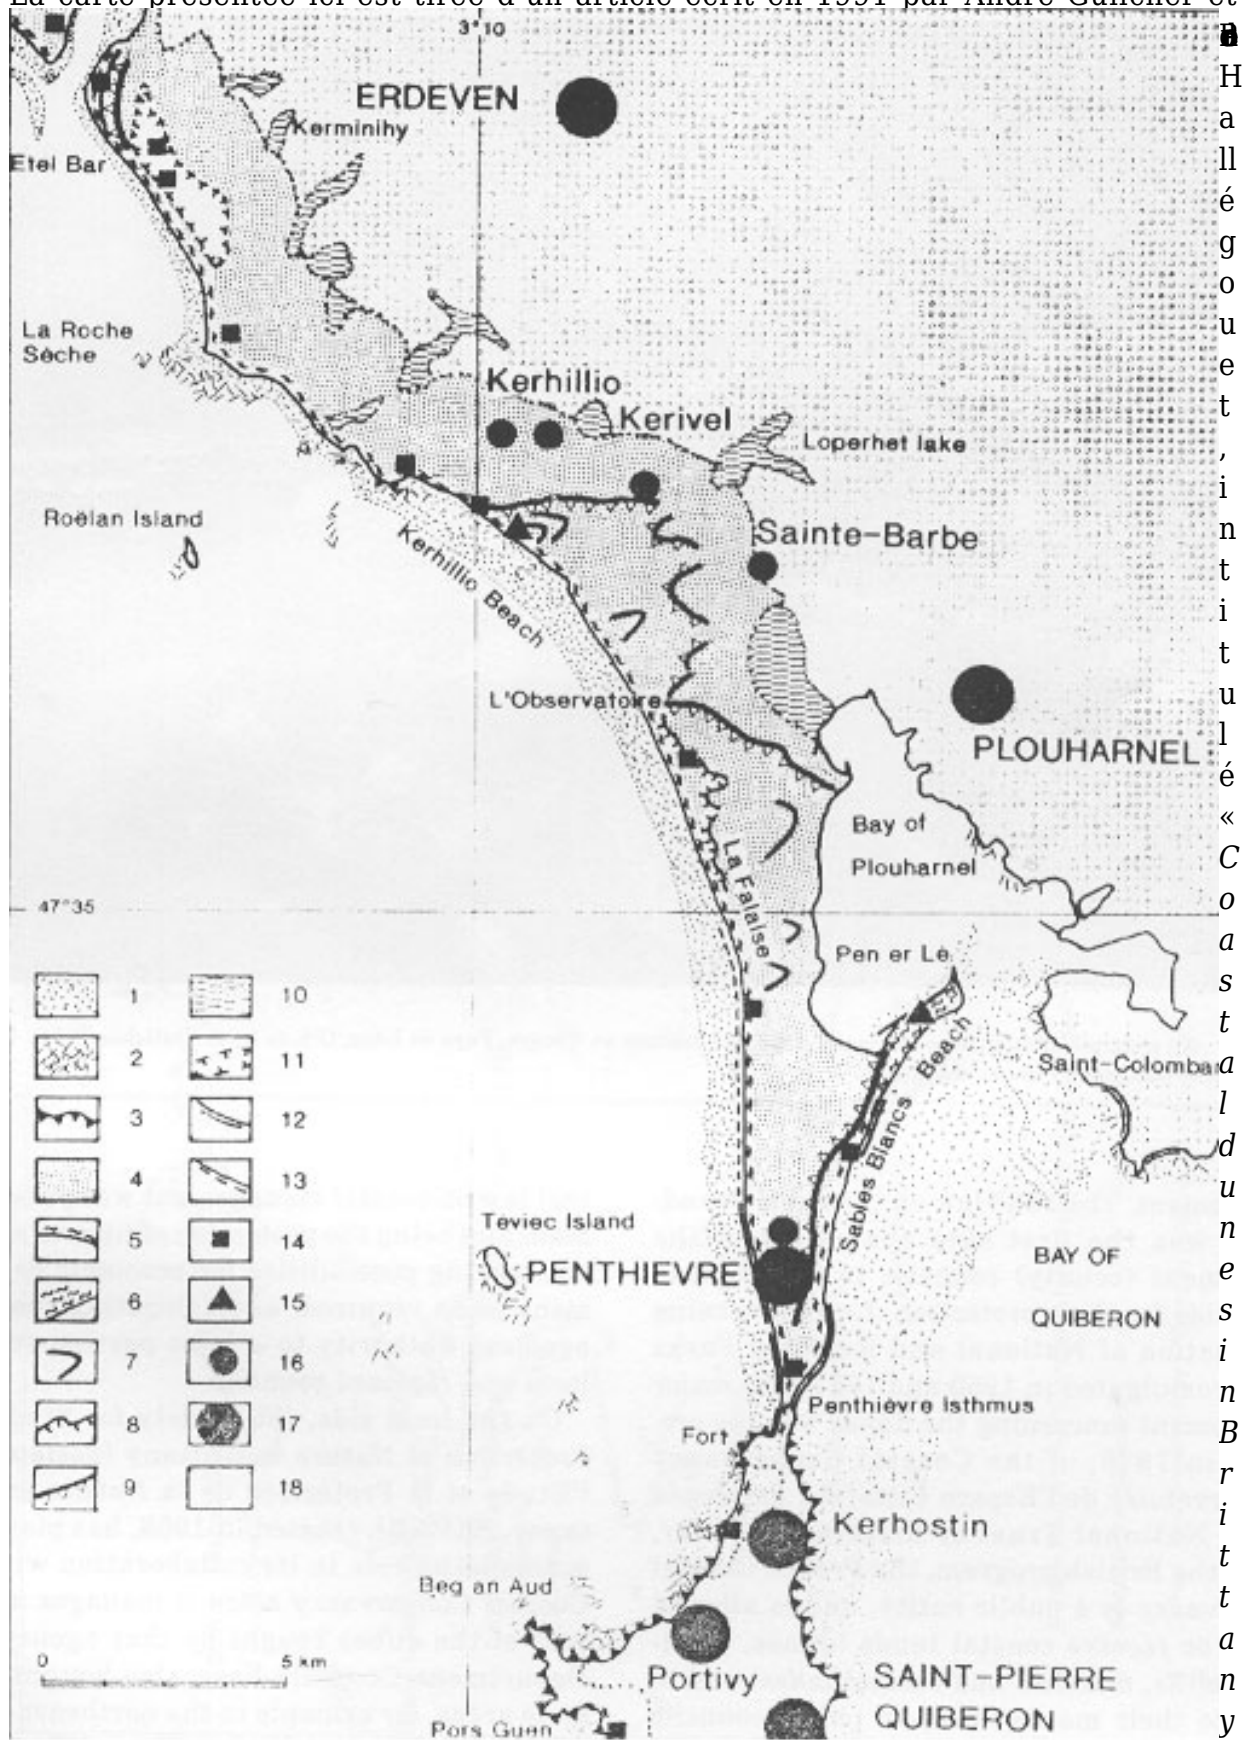 La carte présentée ici est tirée d'un article écrit en 1991 par André Guilcher et
Hallégouet, intitulé « Coastal dunes in Brittany
3°10
ERDEVEN
Kerminihy
Etel Bar
La Roche
Sèche
Kerhillio
Kerivel
Loperhet lake
Roëlan Island
Sainte-Barbe
Kerhillio Beach
L'Observatoire
PLOUHARNEL
Bay of
Plouharnel
La Falaise
47°35
Pen er Lé
1 10
2 11
3 12
4 13
5 14
6 15
7 16
8 17
9 18
Sables Blancs Beach
Saint-Colomba
Teviec Island
PENTHIEVRE
BAY OF
QUIBERON
Penthièvre Isthmus
Fort
Kerhostin
Beg an Aud
0 5 km
Portivy
SAINT-PIERRE
QUIBERON
Pors Guen